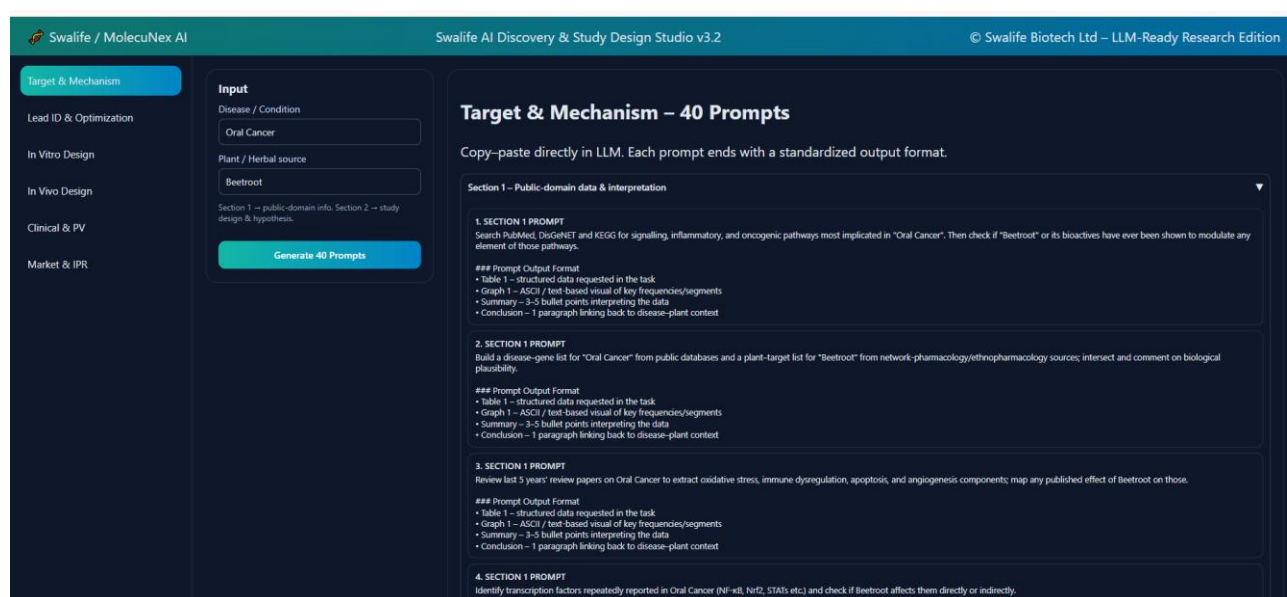 Swalife / MolecuNex AI
Swalife AI Discovery & Study Design Studio v3.2
© Swalife Biotech Ltd – LLM-Ready Research Edition
Target & Mechanism
Lead ID & Optimization
In Vitro Design
In Vivo Design
Clinical & PV
Market & IPR
Input
Disease / Condition
Oral Cancer
Plant / Herbal source
Beetroot
Section 1 → public-domain info. Section 2 → study
design & hypothesis.
Generate 40 Prompts
Target & Mechanism – 40 Prompts
Copy–paste directly in LLM. Each prompt ends with a standardized output format.
Section 1 – Public-domain data & interpretation ▼
1. SECTION 1 PROMPT
Search PubMed, DisGeNET and KEGG for signalling, inflammatory, and oncogenic pathways most implicated in "Oral Cancer". Then check if "Beetroot" or its bioactives have ever been shown to modulate any
element of those pathways.
### Prompt Output Format
• Table 1 – structured data requested in the task
• Graph 1 – ASCII / text-based visual of key frequencies/segments
• Summary – 3–5 bullet points interpreting the data
• Conclusion – 1 paragraph linking back to disease–plant context
2. SECTION 1 PROMPT
Build a disease–gene list for "Oral Cancer" from public databases and a plant–target list for "Beetroot" from network-pharmacology/ethnopharmacology sources; intersect and comment on biological
plausibility.
### Prompt Output Format
• Table 1 – structured data requested in the task
• Graph 1 – ASCII / text-based visual of key frequencies/segments
• Summary – 3–5 bullet points interpreting the data
• Conclusion – 1 paragraph linking back to disease–plant context
3. SECTION 1 PROMPT
Review last 5 years' review papers on Oral Cancer to extract oxidative stress, immune dysregulation, apoptosis, and angiogenesis components; map any published effect of Beetroot on those.
### Prompt Output Format
• Table 1 – structured data requested in the task
• Graph 1 – ASCII / text-based visual of key frequencies/segments
• Summary – 3–5 bullet points interpreting the data
• Conclusion – 1 paragraph linking back to disease–plant context
4. SECTION 1 PROMPT
Identify transcription factors repeatedly reported in Oral Cancer (NF-κB, Nrf2, STATs etc.) and check if Beetroot affects them directly or indirectly.